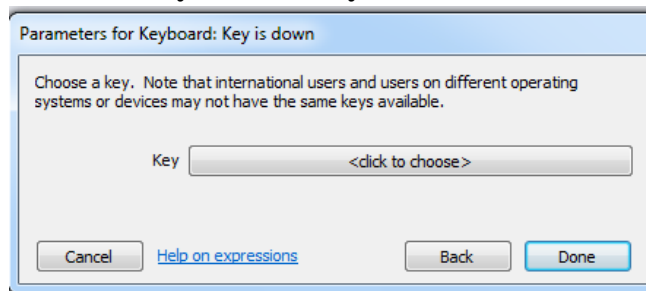 Parameters for Keyboard: Key is down
Choose a key.  Note that international users and users on different operating
systems or devices may not have the same keys available.
Key <click to choose>
Cancel Help on expressions Back Done